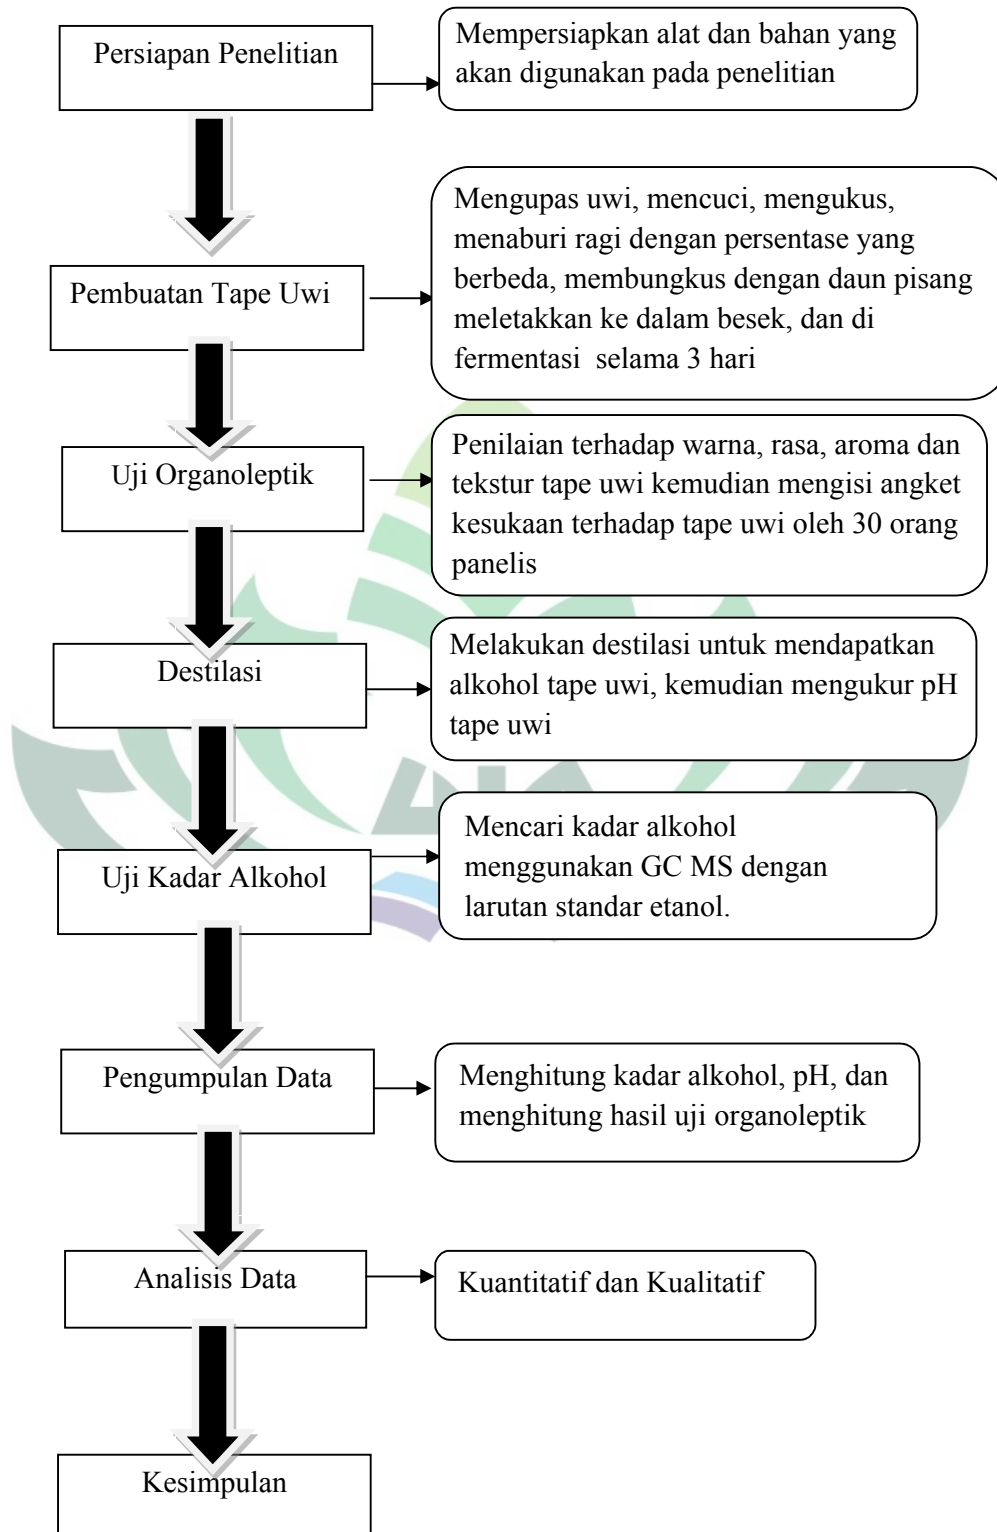 Persiapan Penelitian
Mempersiapkan alat dan bahan yang
akan digunakan pada penelitian
Pembuatan Tape Uwi
Mengupas uwi, mencuci, mengukus,
menaburi ragi dengan persentase yang
berbeda, membungkus dengan daun pisang
meletakkan ke dalam besek, dan di
fermentasi selama 3 hari
Uji Organoleptik
Penilaian terhadap warna, rasa, aroma dan
tekstur tape uwi kemudian mengisi angket
kesukaan terhadap tape uwi oleh 30 orang
panelis
Destilasi
Melakukan destilasi untuk mendapatkan
alkohol tape uwi, kemudian mengukur pH
tape uwi
Uji Kadar Alkohol
Mencari kadar alkohol
menggunakan GC MS dengan
larutan standar etanol.
Pengumpulan Data
Menghitung kadar alkohol, pH, dan
menghitung hasil uji organoleptik
Analisis Data
Kuantitatif dan Kualitatif
Kesimpulan